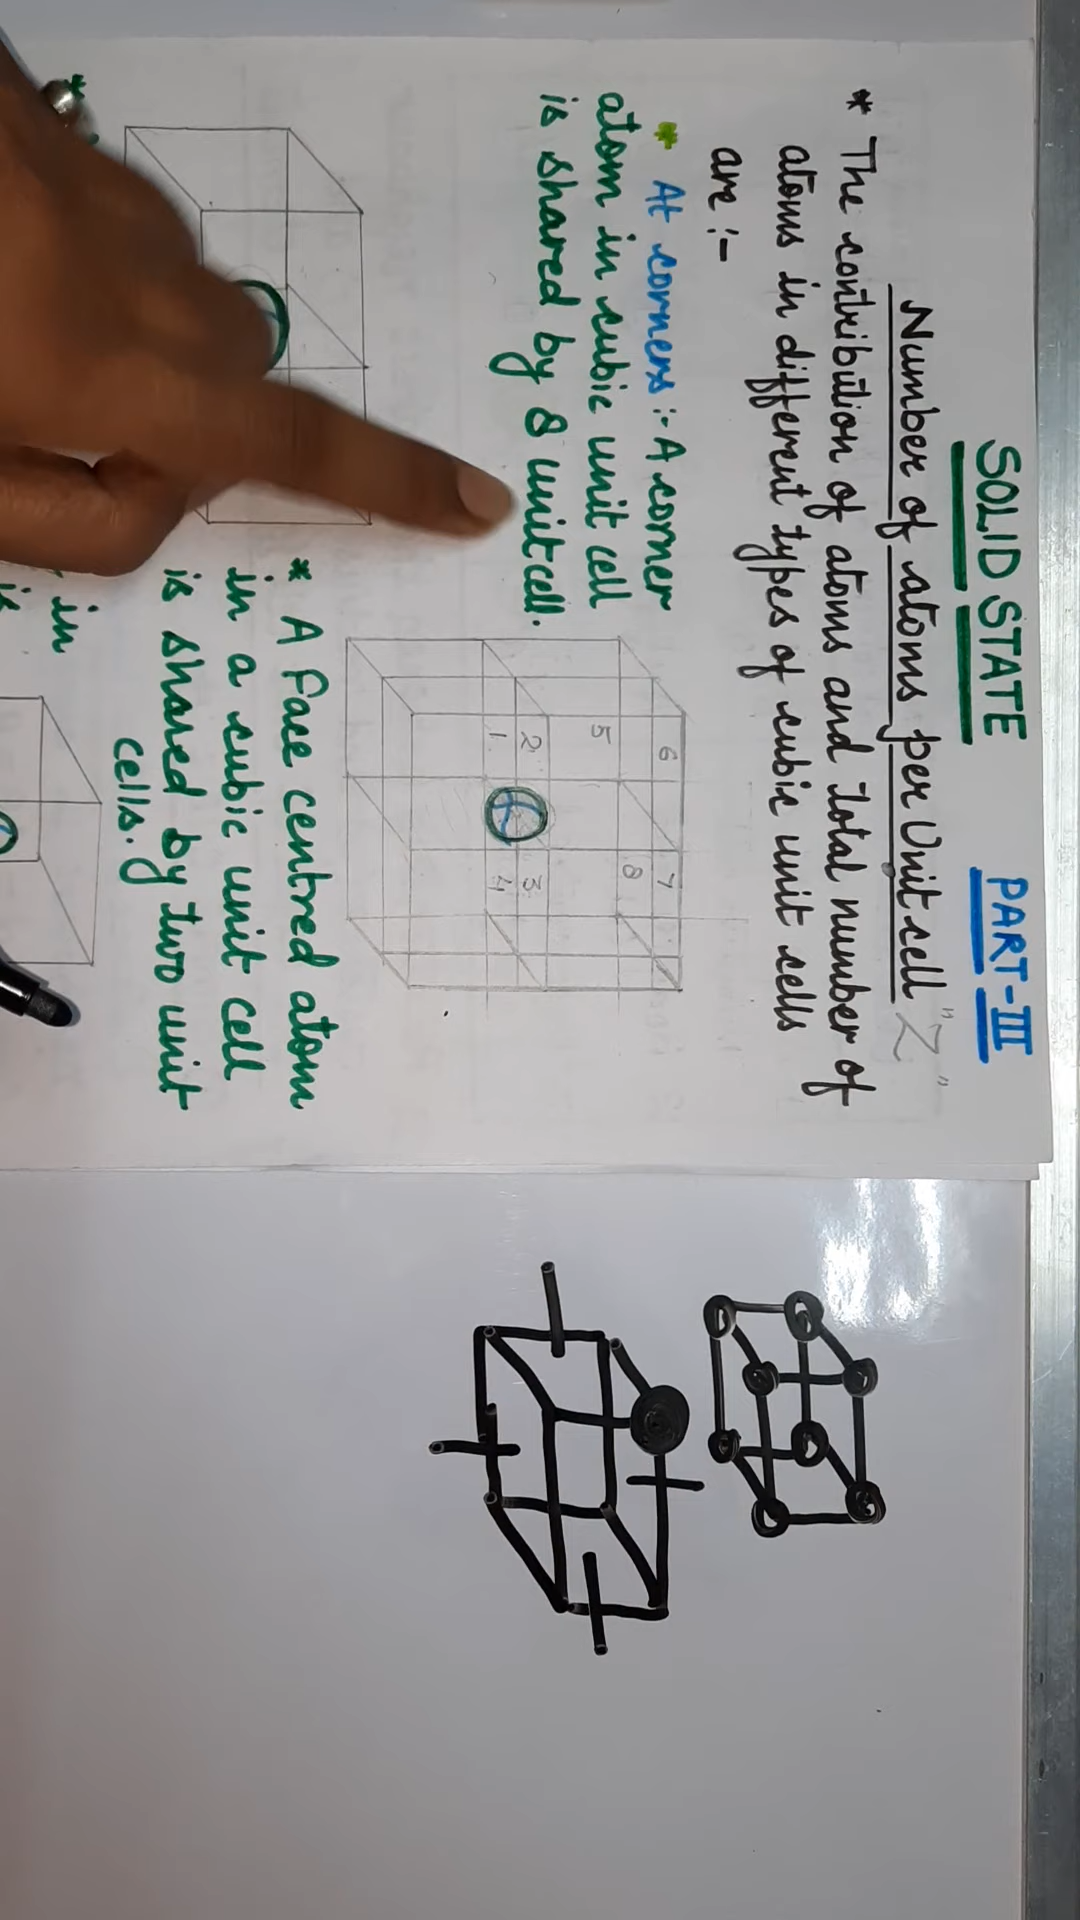 SOLID STATE PART-III
Number of atoms per Unit cell "Z"
* The contribution of atoms and total number of
atoms in different types of cubic unit cells
are :-
* At corners :- A corner
atom in cubic unit cell
is shared by 8 unit cell.
6
5
7
8
2
1
3
4
* A face centred atom
in a cubic unit cell
is shared by two unit
cells.
*
in
is